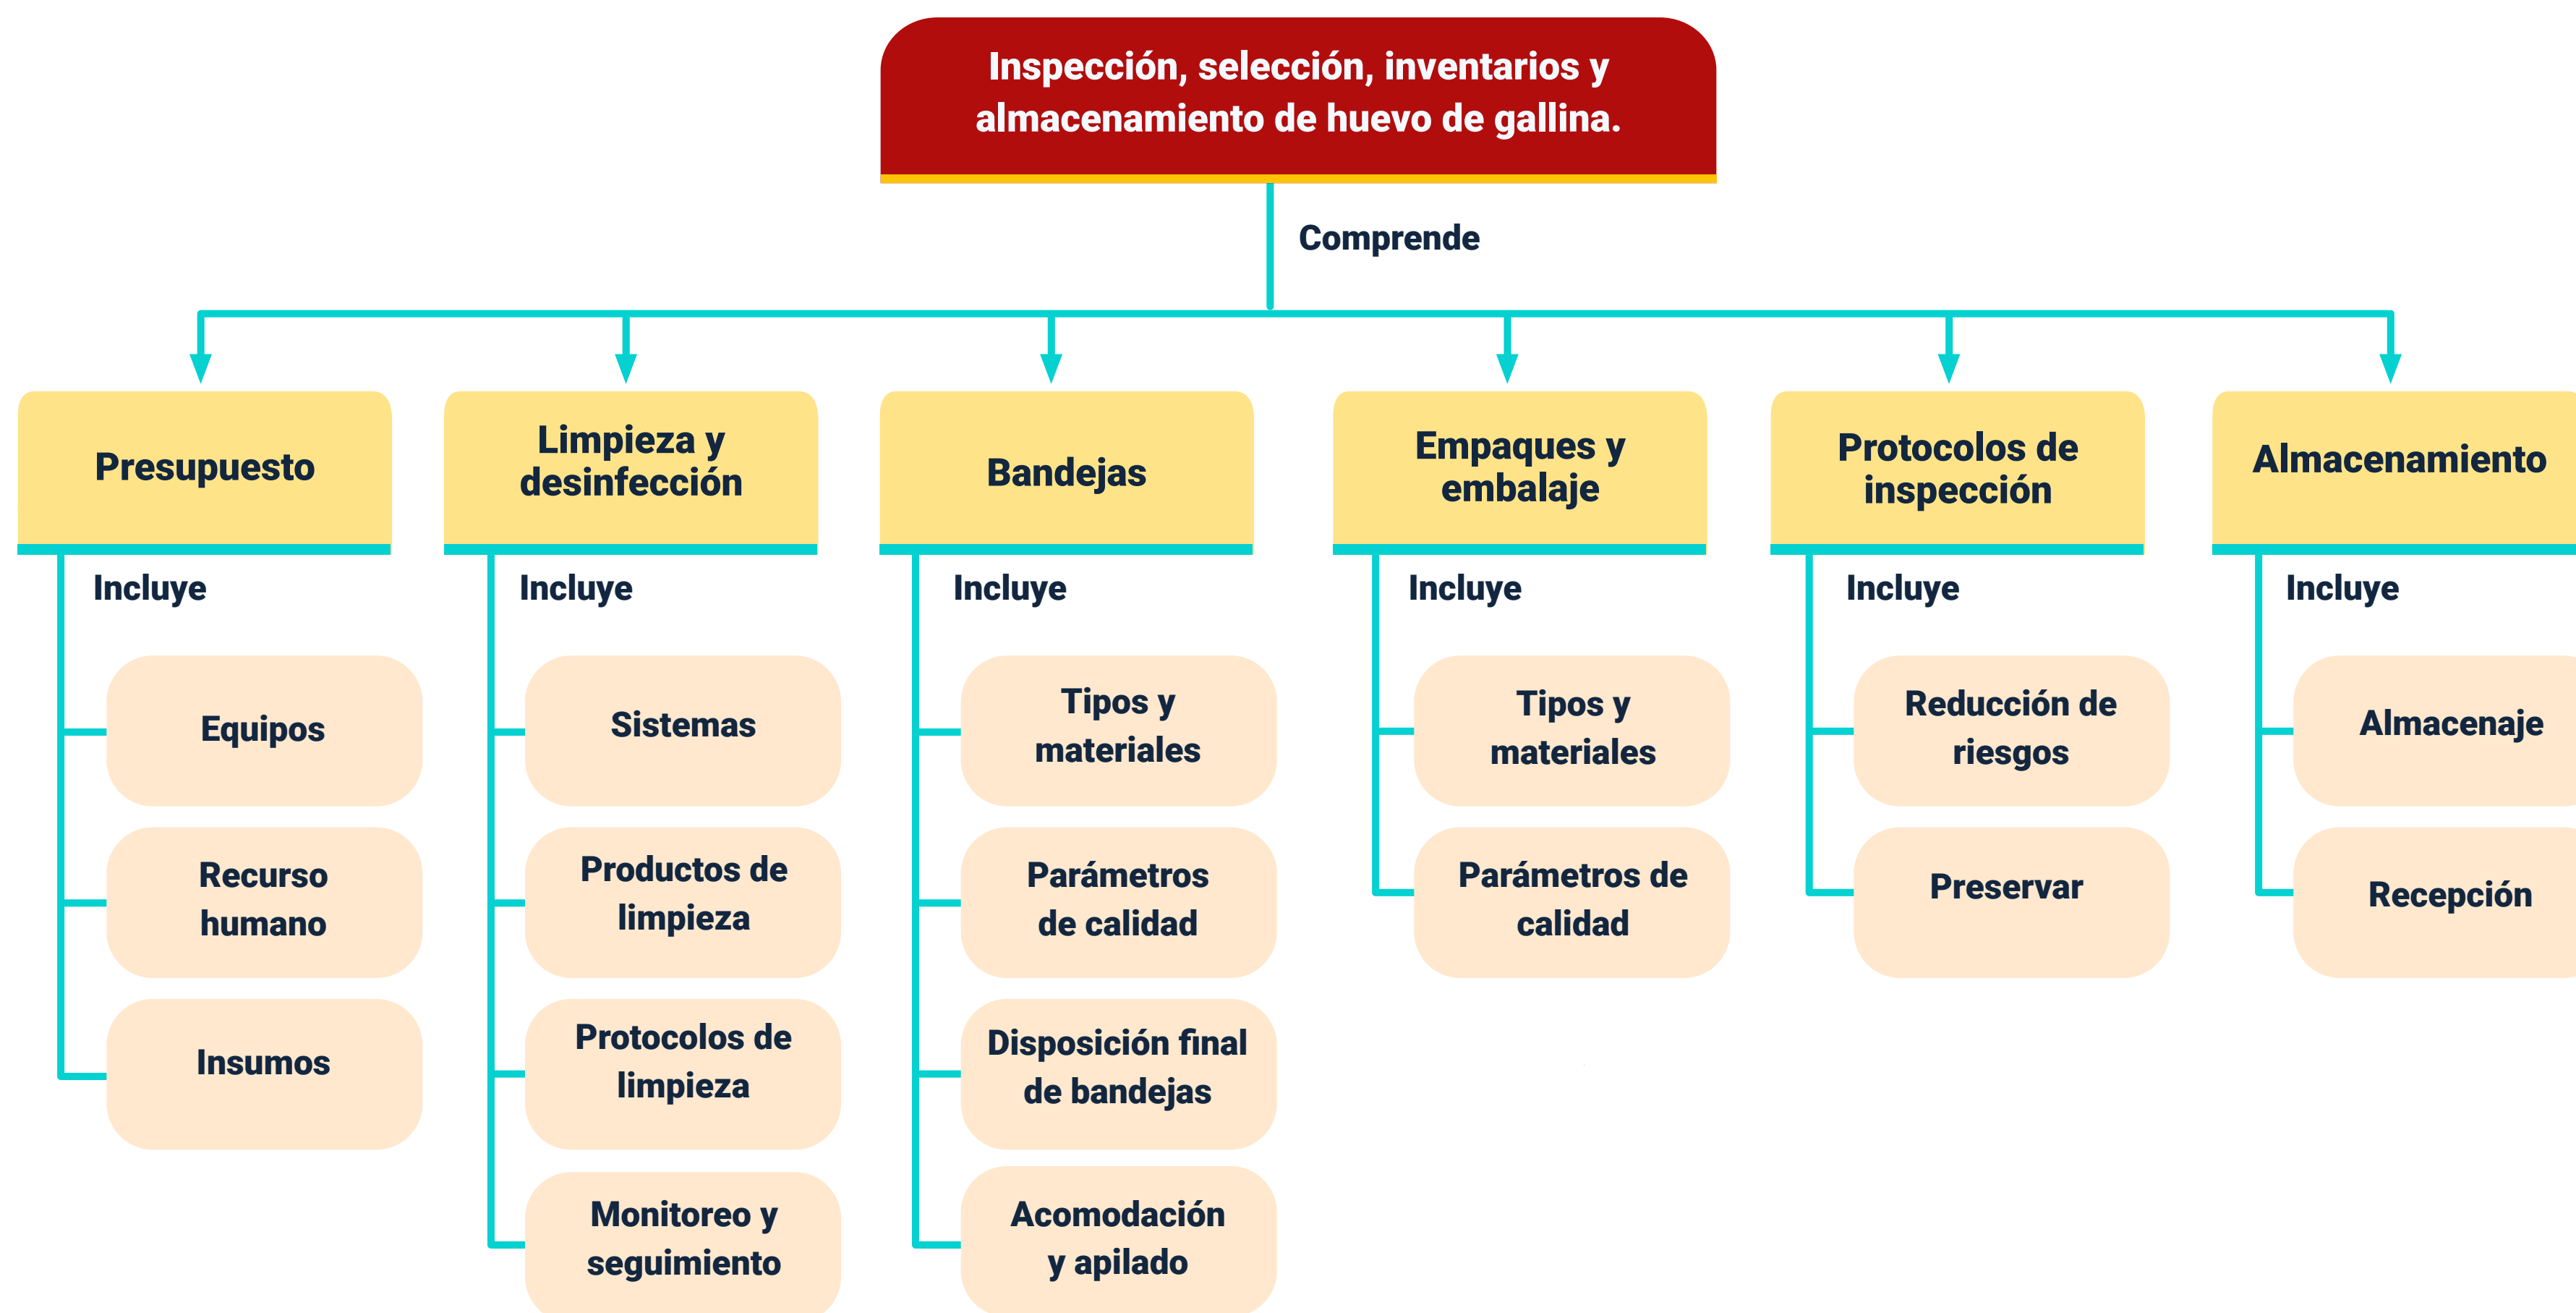 Inspección, selección, inventarios y
almacenamiento de huevo de gallina.
Comprende
Presupuesto
Incluye
Equipos
Recurso
humano
Insumos
Limpieza y
desinfección
Incluye
Sistemas
Productos de
limpieza
Protocolos de
limpieza
Monitoreo y
seguimiento
Bandejas
Incluye
Tipos y
materiales
Parámetros
de calidad
Disposición final
de bandejas
Acomodación
y apilado
Empaques y
embalaje
Incluye
Tipos y
materiales
Parámetros de
calidad
Protocolos de
inspección
Incluye
Reducción de
riesgos
Preservar
Almacenamiento
Incluye
Almacenaje
Recepción